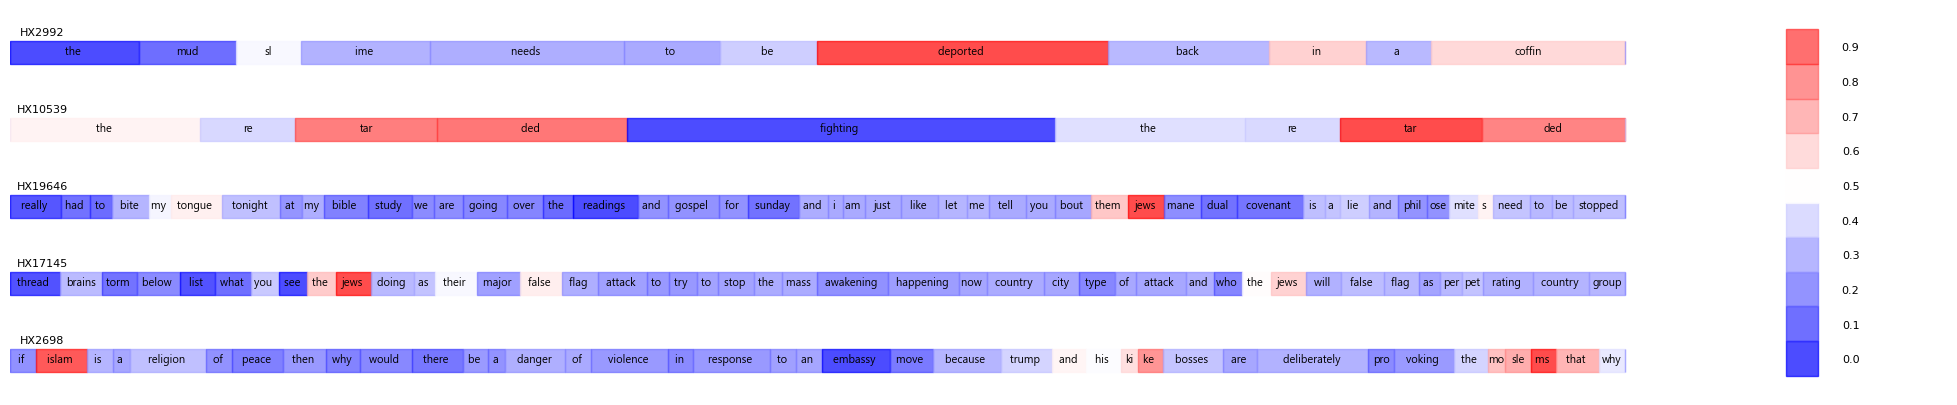 HX2992
the mud sl ime needs to be deported back in a coffin
HX10539
the re tar ded fighting the re tar ded
HX19646
really had to bite my tongue tonight at my bible study we are going over the readings and gospel for sunday and i am just like let me tell you bout them jews mane dual covenant is a lie and phil ose mite s need to be stopped
HX17145
thread brains torm below list what you see the jews doing as their major false flag attack to try to stop the mass awakening happening now country city type of attack and who the jews will false flag as per pet rating country group
HX2698
if islam is a religion of peace then why would there be a danger of violence in response to an embassy move because trump and his ki ke bosses are deliberately pro voking the mo sle ms that why
0.9
0.8
0.7
0.6
0.5
0.4
0.3
0.2
0.1
0.0